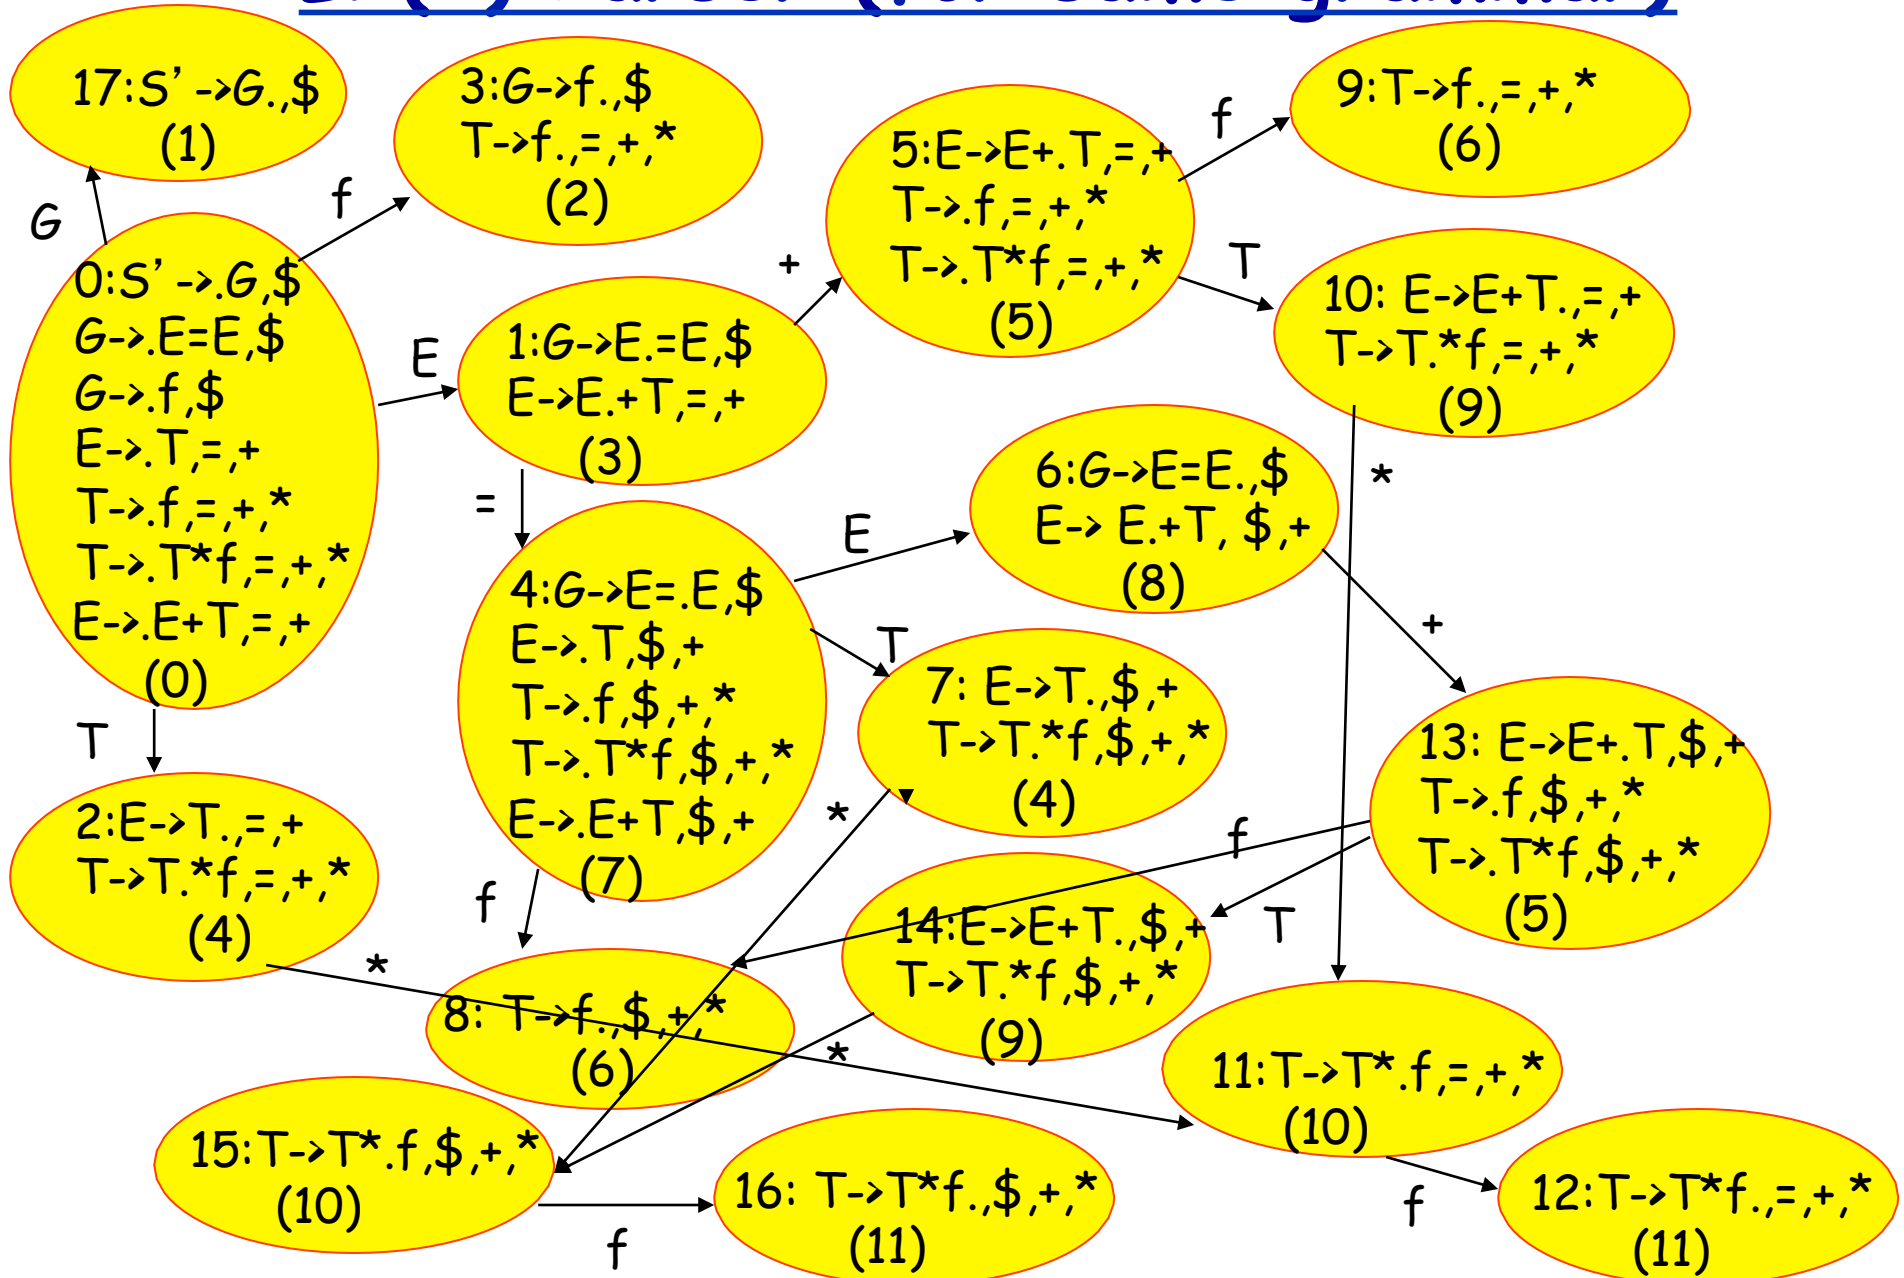 17:S' ->G.,$
(1)
3:G->f.,$
T->f.,=,+,*
(2)
5:E->E+.T,=,+
T->.f,=,+,*
T->.T*f,=,+,*
(5)
9:T->f.,=,+,*
(6)
G
f
+
f
T
0:S' ->.G,$
G->.E=E,$
G->.f,$
E->.T,=,+
T->.f,=,+,*
T->.T*f,=,+,*
E->.E+T,=,+
(0)
E
1:G->E.=E,$
E->E.+T,=,+
(3)
10: E->E+T.,=,+
T->T.*f,=,+,*
(9)
=
E
6:G->E=E.,$
E-> E.+T, $,+
(8)
*
+
4:G->E=.E,$
E->.T,$,+
T->.f,$,+,*
T->.T*f,$,+,*
E->.E+T,$,+
(7)
T
7: E->T.,$,+
T->T.*f,$,+,*
(4)
13: E->E+.T,$,+
T->.f,$,+,*
T->.T*f,$,+,*
(5)
T
2:E->T.,=,+
T->T.*f,=,+,*
(4)
*
f
f
T
*
14:E->E+T.,$,+
T->T.*f,$,+,*
(9)
8: T->f.,$,+,*
(6)
*
11:T->T*.f,=,+,*
(10)
15:T->T*.f,$,+,*
(10)
f
16: T->T*f.,$,+,*
(11)
f
12:T->T*f.,=,+,*
(11)